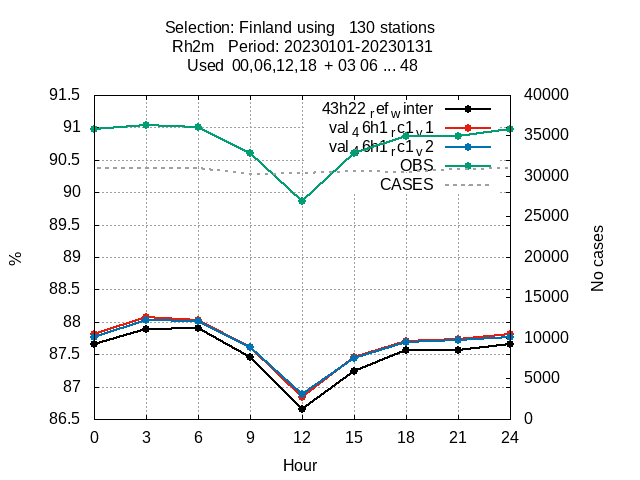 Selection: Finland using 130 stations
Rh2m Period: 20230101-20230131
Used 00,06,12,18 + 03 06 ... 48
91.5
91
90.5
90
89.5
89
88.5
88
87.5
87
86.5
40000
35000
30000
25000
20000
15000
10000
5000
0
43h22refwinter
val46h1rc1v1
val46h1rc1v2
OBS
CASES
%
No cases
0 3 6 9 12 15 18 21 24
Hour